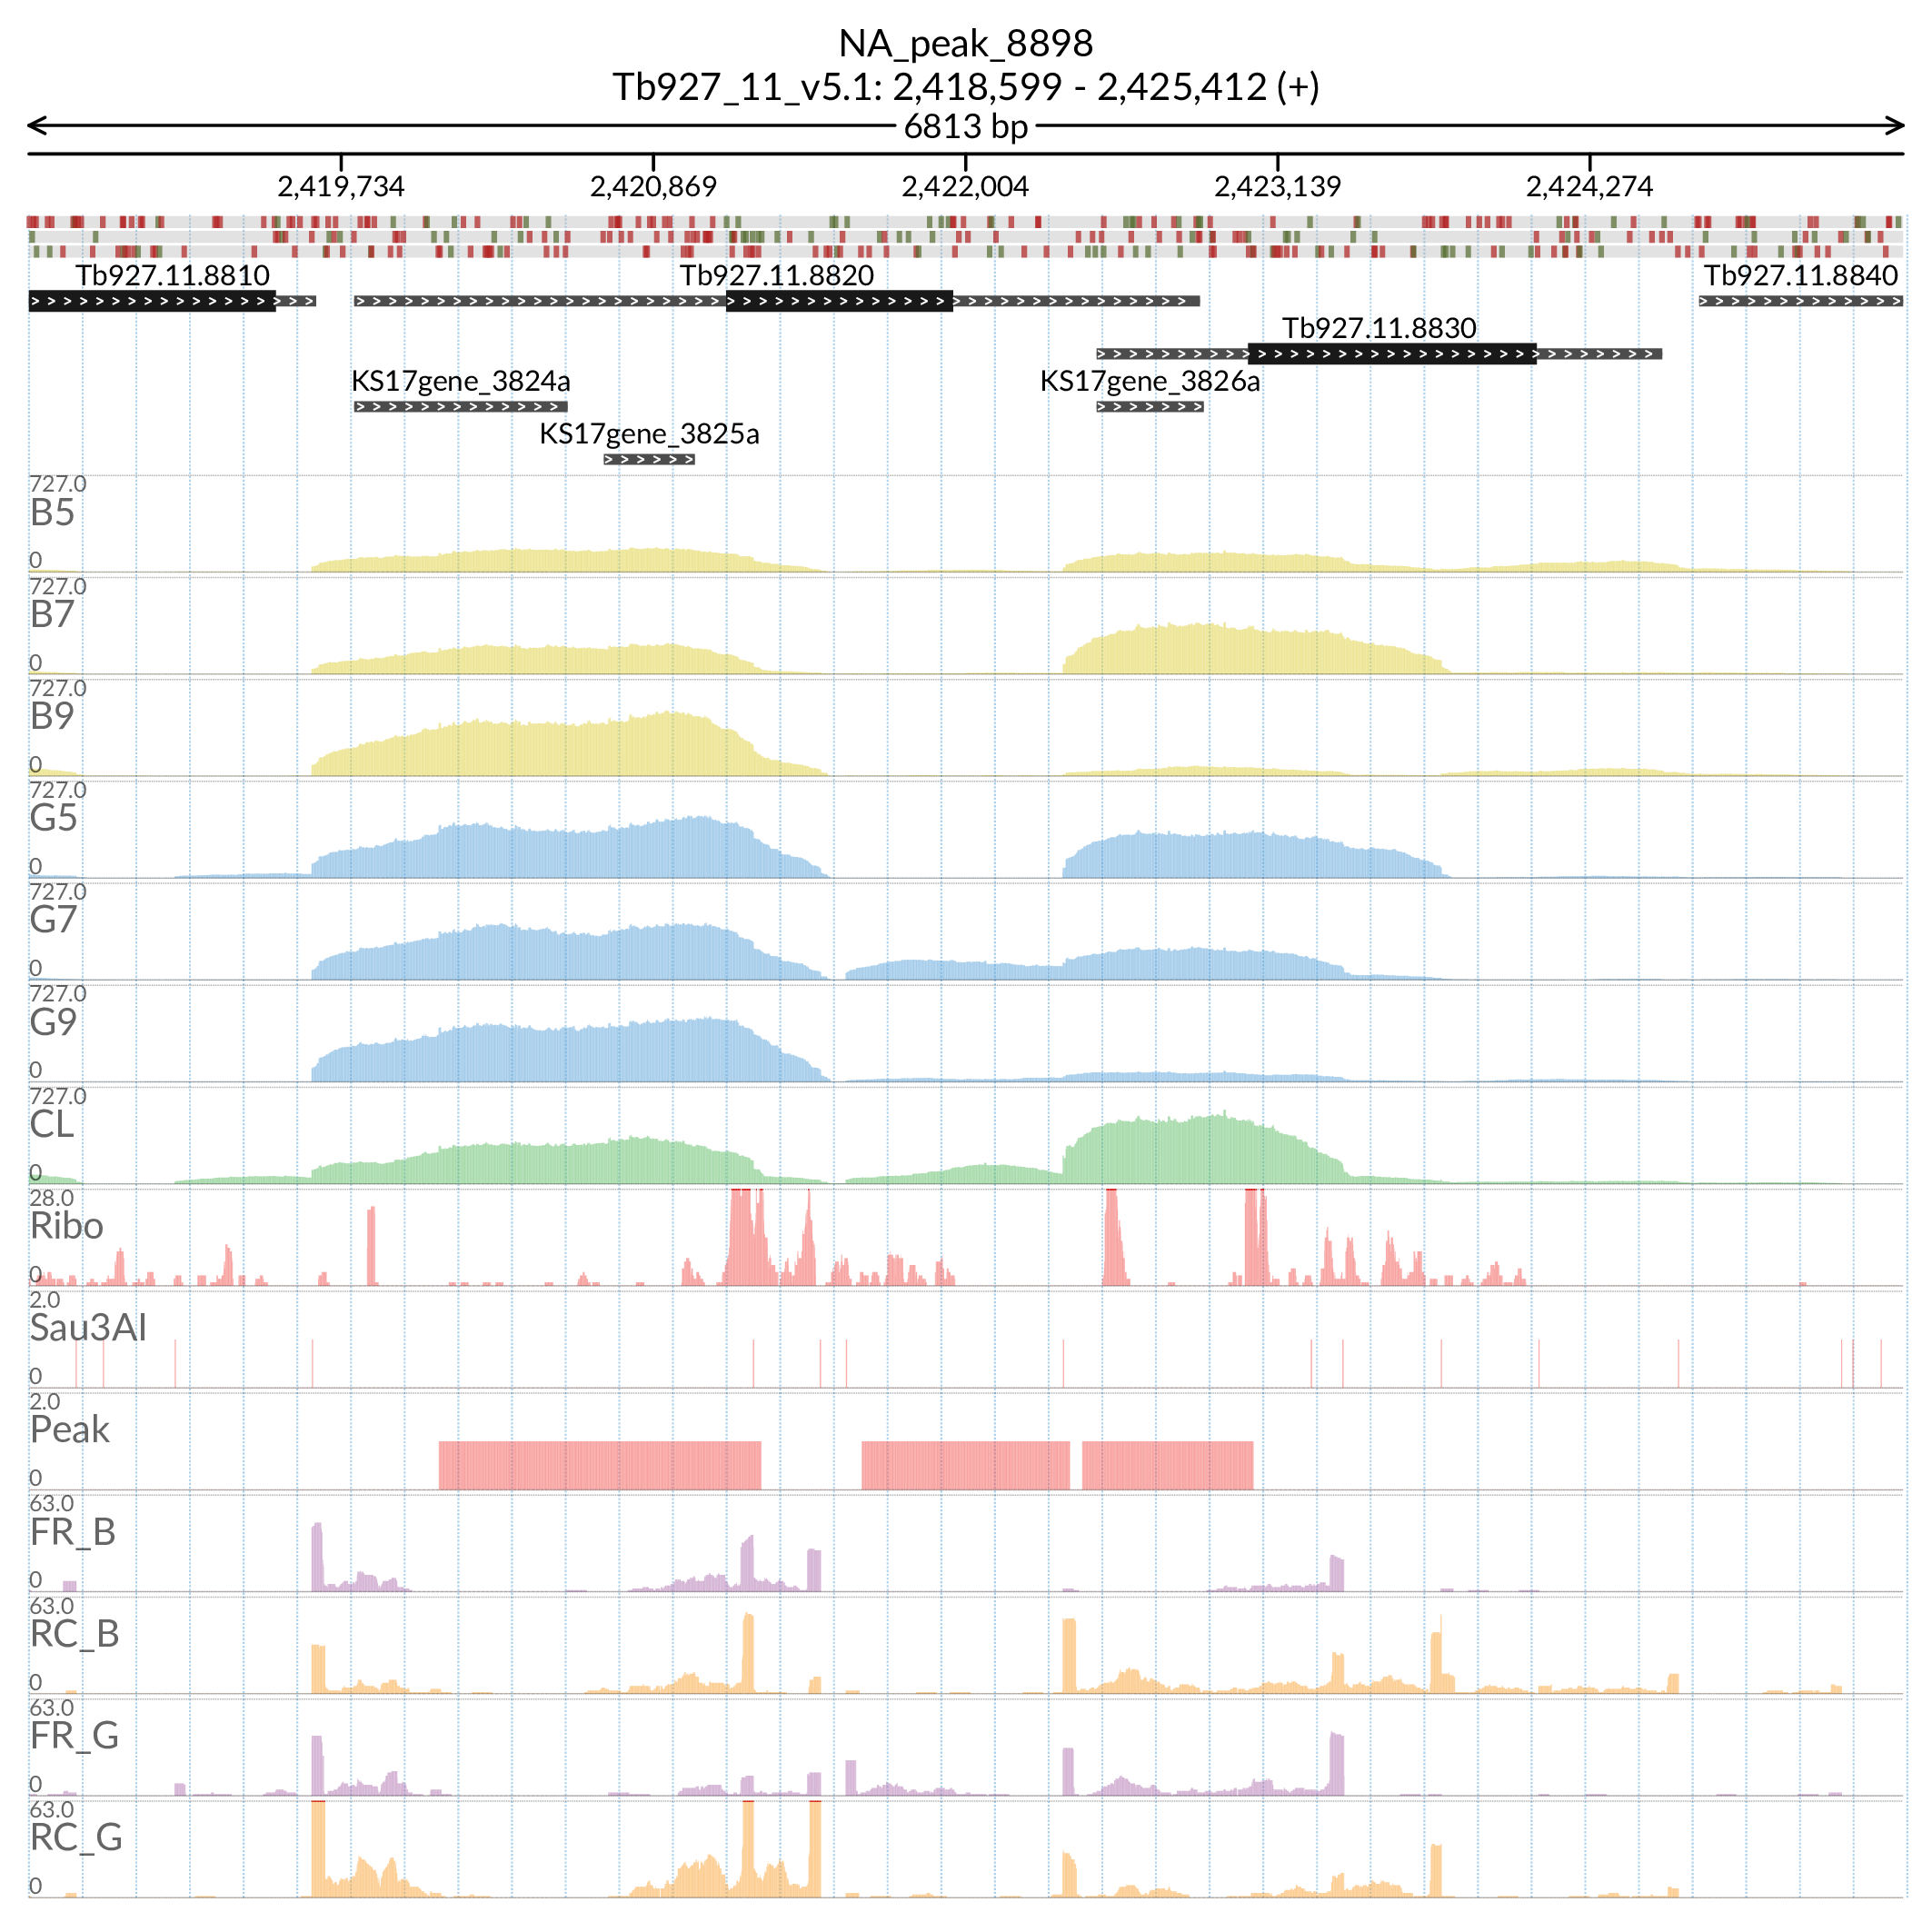 NA_peak_8898
Tb927_11_v5.1: 2,418,599 - 2,425,412 (+)
6813 bp
2,419,734 2,420,869 2,422,004 2,423,139 2,424,274
Tb927.11.8810 Tb927.11.8820 Tb927.11.8840
Tb927.11.8830
KS17gene_3824a KS17gene_3826a
KS17gene_3825a
727.0
B5
0
727.0
B7
0
727.0
B9
0
727.0
G5
0
727.0
G7
0
727.0
G9
0
727.0
CL
0
28.0
Ribo
0
2.0
Sau3AI
0
2.0
Peak
0
63.0
FR_B
0
63.0
RC_B
0
63.0
FR_G
0
63.0
RC_G
0